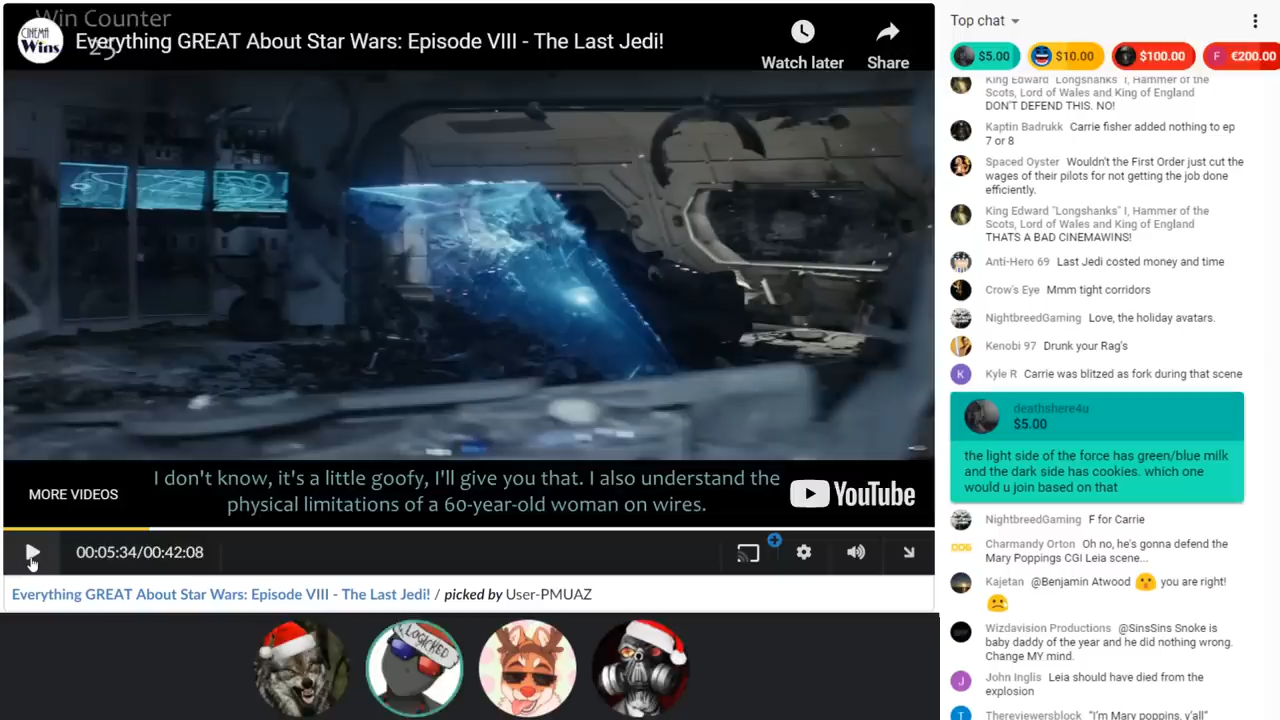 Win Counter
25
CINEMA
Wins
Everything GREAT About Star Wars: Episode VIII - The Last Jedi!
Watch later
Share
I don't know, it's a little goofy, I'll give you that. I also understand the
physical limitations of a 60-year-old woman on wires.
MORE VIDEOS
YouTube
00:05:34/00:42:08
Everything GREAT About Star Wars: Episode VIII - The Last Jedi! / picked by User-PMUAZ
LOGICKED
Top chat
$5.00
$10.00
$100.00
F
€200.00
King Edward "Longshanks" I, Hammer of the
Scots, Lord of Wales and King of England
DON'T DEFEND THIS. NO!
Kaptin Badrukk Carrie fisher added nothing to ep
7 or 8
Spaced Oyster Wouldn't the First Order just cut the
wages of their pilots for not getting the job done
efficiently.
King Edward "Longshanks" I, Hammer of the
Scots, Lord of Wales and King of England
THATS A BAD CINEMAWINS!
Anti-Hero 69 Last Jedi costed money and time
Crow's Eye Mmm tight corridors
NightbreedGaming Love, the holiday avatars.
Kenobi 97 Drunk your Rag's
K
Kyle R Carrie was blitzed as fork during that scene
deathshere4u
$5.00
the light side of the force has green/blue milk
and the dark side has cookies. which one
would u join based on that
NightbreedGaming F for Carrie
Charmandy Orton Oh no, he's gonna defend the
Mary Poppings CGI Leia scene...
Kajetan @Benjamin Atwood you are right!
Wizdavision Productions @SinsSins Snoke is
baby daddy of the year and he did nothing wrong.
Change MY mind.
J
John Inglis Leia should have died from the
explosion
T
Thereviewersblock "I'm Mary poppins, y'all"